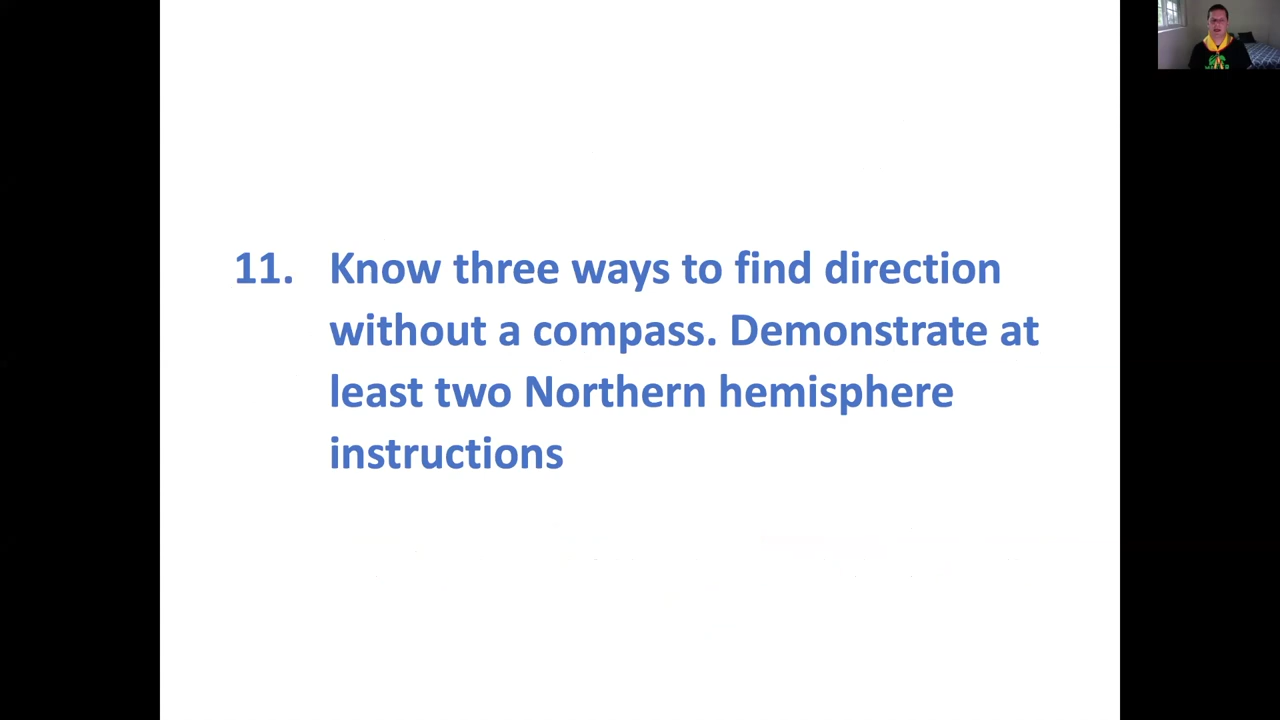 11. Know three ways to find direction
without a compass. Demonstrate at
least two Northern hemisphere
instructions